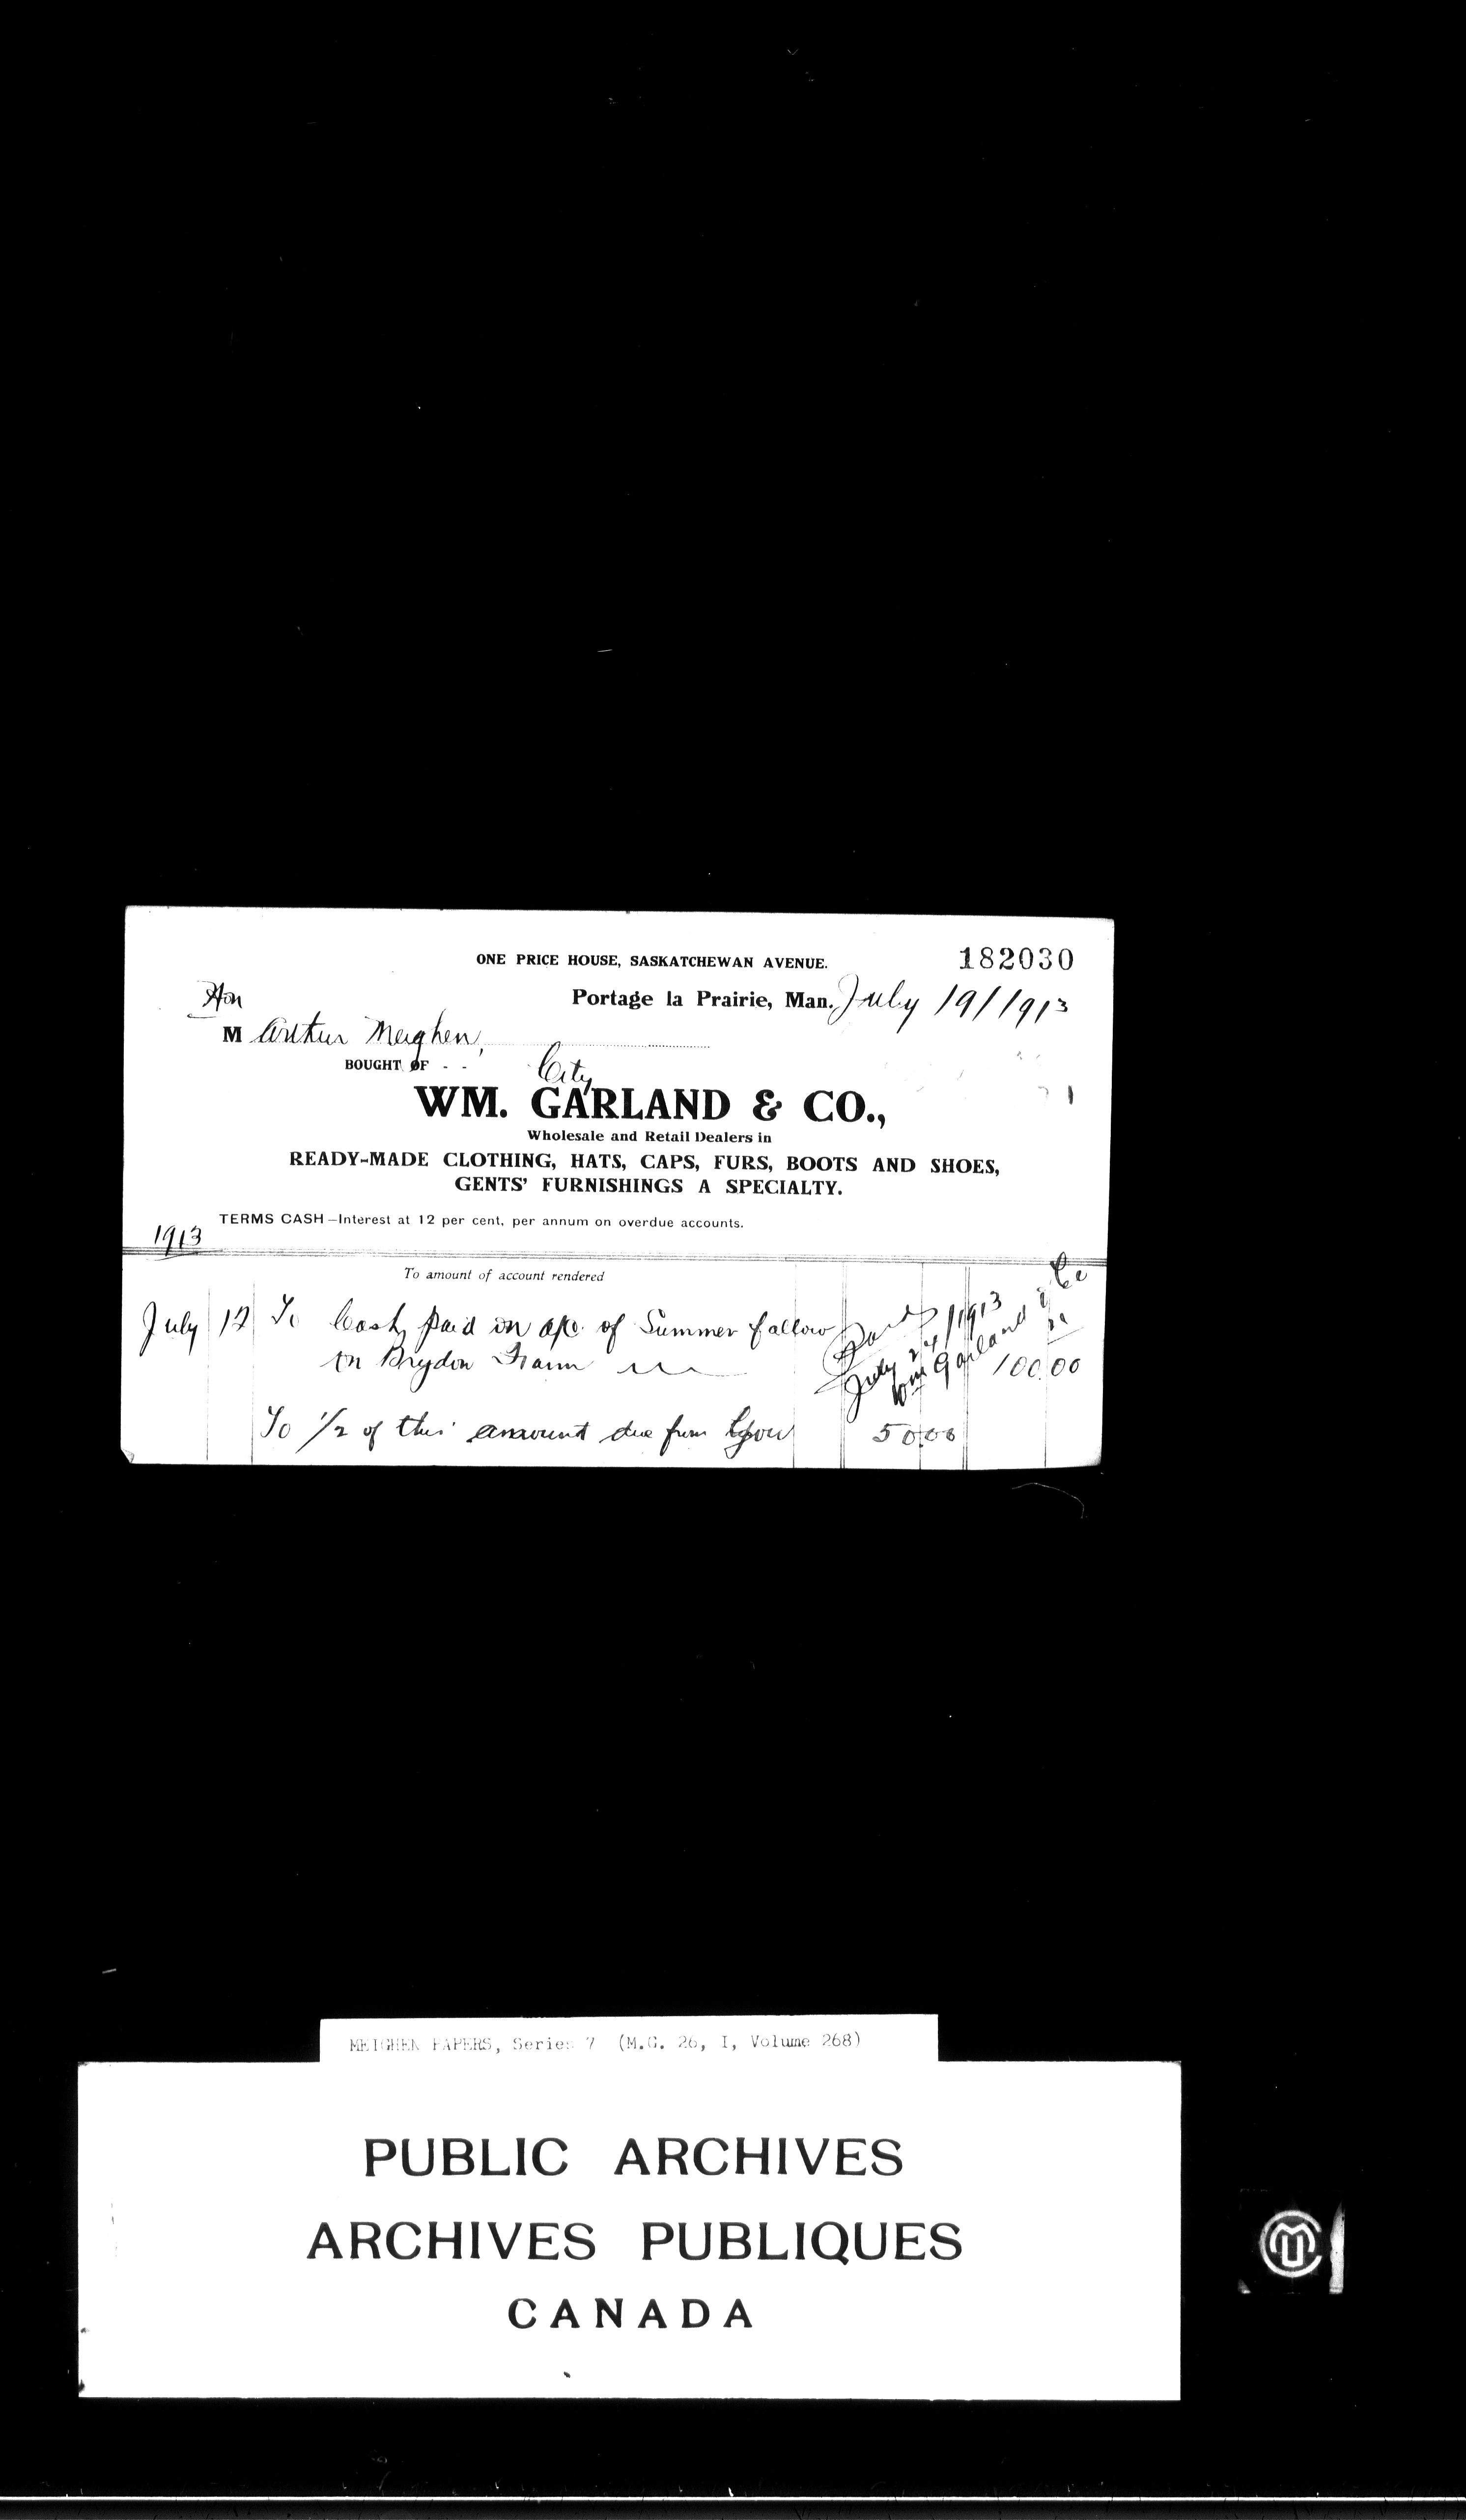 ONE PRICE HOUSE, SASKATCHEWAN AVENUE.
182030
Portage la Prairie, Man. July 19/1913
Hon
M Arthur Meighen,
BOUGHT OF - -
City
WM. GARLAND & CO.,
Wholesale and Retail Dealers in
READY-MADE CLOTHING, HATS, CAPS, FURS, BOOTS AND SHOES,
GENTS' FURNISHINGS A SPECIALTY.
TERMS CASH—Interest at 12 per cent, per annum on overdue accounts.
1913
To amount of account rendered
July 12 To Cash paid on a/c. of Summer fallow
on Brydon Farm 100.00
Paid
July 24/1913
Wm Garland & Co
To 1/2 of this amount due from you 50.00
MEIGHEN PAPERS, Series 7 (M.G. 26, I, Volume 268)
PUBLIC ARCHIVES
ARCHIVES PUBLIQUES
CANADA